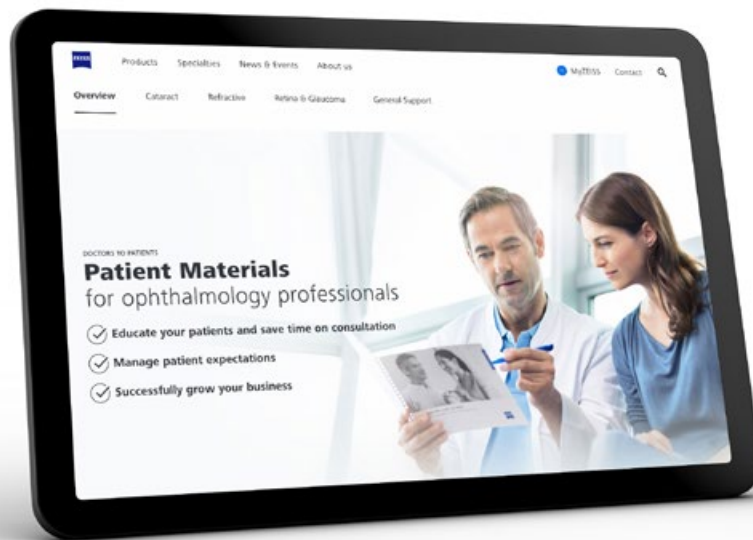 ZEISS
Products Specialties News & Events About us
MyZEISS Contact
Overview Cataract Refractive Retina & Glaucoma General Support
DOCTORS TO PATIENTS
Patient Materials
for ophthalmology professionals
Educate your patients and save time on consultation
Manage patient expectations
Successfully grow your business